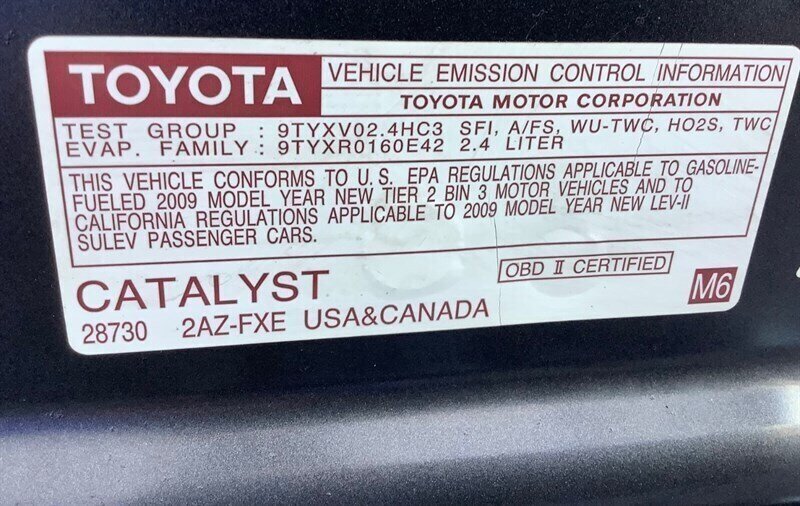 TOYOTA VEHICLE EMISSION CONTROL INFORMATION
TOYOTA MOTOR CORPORATION
TEST GROUP : 9TYXV02.4HC3 SFI, A/FS, WU-TWC, HO2S, TWC
EVAP. FAMILY : 9TYXR0160E42 2.4 LITER
THIS VEHICLE CONFORMS TO U.S. EPA REGULATIONS APPLICABLE TO GASOLINE-
FUELED 2009 MODEL YEAR NEW TIER 2 BIN 3 MOTOR VEHICLES AND TO
CALIFORNIA REGULATIONS APPLICABLE TO 2009 MODEL YEAR NEW LEV-II
SULEV PASSENGER CARS.
CATALYST
OBD II CERTIFIED
M6
28730 2AZ-FXE USA&CANADA